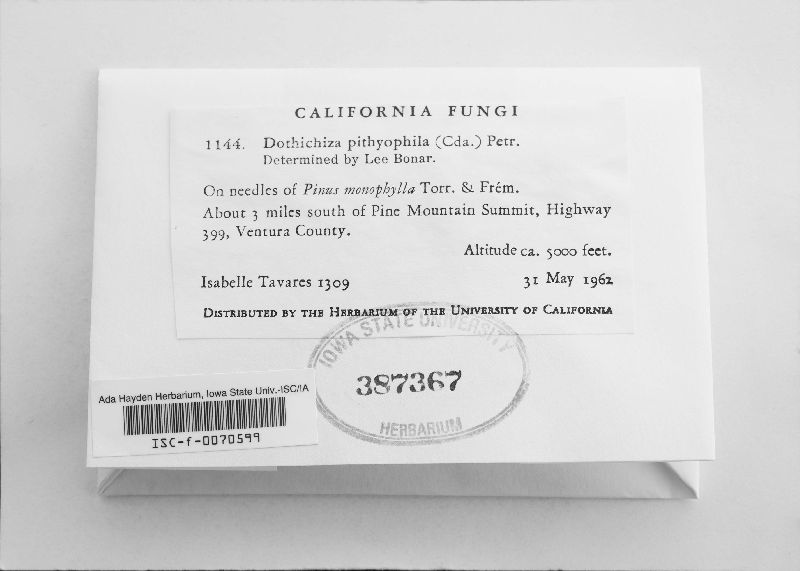 CALIFORNIA FUNGI
1144. Dothichiza pithyophila (Cda.) Petr.
Determined by Lee Bonar.
On needles of Pinus monophylla Torr. & Frém.
About 3 miles south of Pine Mountain Summit, Highway
399, Ventura County.
Altitude ca. 5000 feet.
Isabelle Tavares 1309 31 May 1962
DISTRIBUTED BY THE HERBARIUM OF THE UNIVERSITY OF CALIFORNIA
IOWA STATE UNIVERSITY
387367
HERBARIUM
Ada Hayden Herbarium, Iowa State Univ.-ISC/IA
ISC-f-0070599